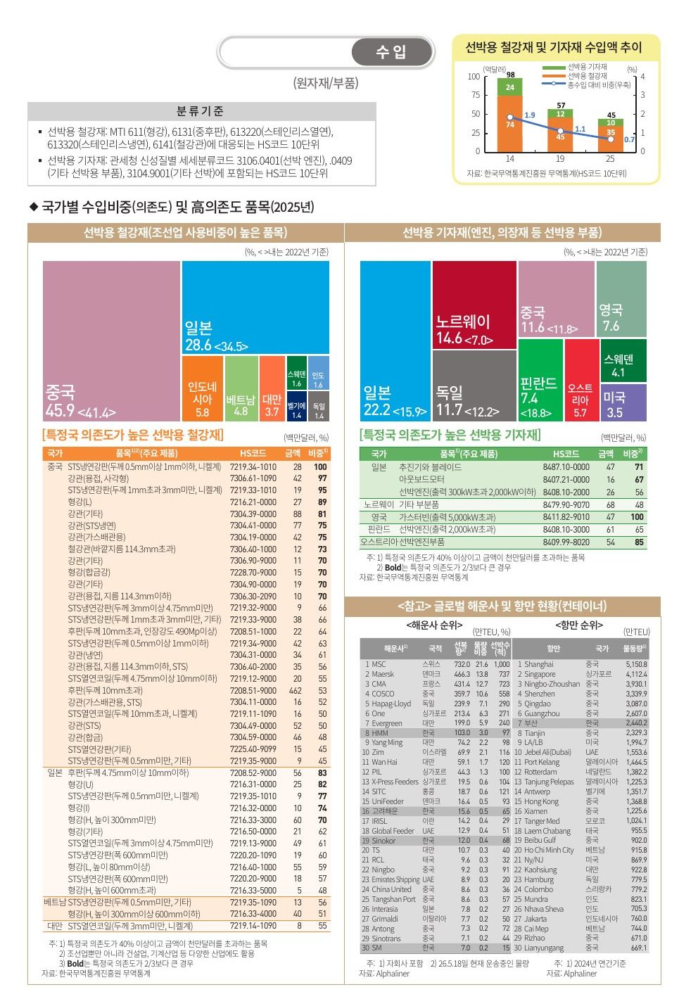 수 입
(원자재/부품)
분 류 기 준
▪ 선박용 철강재: MTI 611(형강), 6131(중후판), 613220(스테인리스열연),
613320(스테인리스냉연), 6141(철강관)에 대응되는 HS코드 10단위
▪ 선박용 기자재: 관세청 신성질별 세세분류코드 3106.0401(선박 엔진), .0409
(기타 선박용 부품), 3104.9001(기타 선박)에 포함되는 HS코드 10단위
선박용 철강재 및 기자재 수입액 추이
(억달러)
(%)
선박용 기자재
선박용 철강재
총수입 대비 비중(우축)
100
75
50
25
0
4
3
2
1
0
98
24
74
1.9
57
12
45
1.1
45
10
35
0.7
14 19 25
자료: 한국무역통계진흥원 무역통계(HS코드 10단위)
◆ 국가별 수입비중(의존도) 및 高의존도 품목(2025년)
선박용 철강재(조선업 사용비중이 높은 품목)
(%, < >내는 2022년 기준)
중국
45.9 <41.4>
일본
28.6 <34.5>
인도네
시아
5.8
베트남
4.8
대만
3.7
스웨덴
1.6
인도
1.6
벨기에
1.4
독일
1.4
[특정국 의존도가 높은 선박용 철강재]
(백만달러, %)
국가 품목1)2)(주요 제품) HS코드 금액 비중3)
중국 STS냉연강판(두께 0.5mm이상 1mm이하, 니켈계) 7219.34-1010 28 100
강관(용접, 사각형) 7306.61-1090 42 97
STS냉연강판(두께 1mm초과 3mm미만, 니켈계) 7219.33-1010 19 95
형강(L) 7216.21-0000 27 89
강관(기타) 7304.39-0000 88 81
강관(STS냉연) 7304.41-0000 77 75
강관(가스배관용) 7304.19-0000 42 75
철강관(바깥지름 114.3mm초과) 7306.40-1000 12 73
강관(기타) 7306.90-9000 11 70
형강(합금강) 7228.70-9000 15 70
강관(기타) 7304.90-0000 19 70
강관(용접, 지름 114.3mm이하) 7306.30-2090 10 70
STS냉연강판(두께 3mm이상 4.75mm미만) 7219.32-9000 9 66
STS냉연강판(두께 1mm초과 3mm미만, 기타) 7219.33-9000 38 66
후판(두께 10mm초과, 인장강도 490Mp이상) 7208.51-1000 22 64
STS냉연강판(두께 0.5mm이상 1mm이하) 7219.34-9000 42 63
강관(냉연) 7304.31-0000 34 61
강관(용접, 지름 114.3mm이하, STS) 7306.40-2000 35 56
STS열연코일(두께 4.75mm이상 10mm이하) 7219.12-9000 20 55
후판(두께 10mm초과) 7208.51-9000 462 53
강관(가스배관용, STS) 7304.11-0000 16 52
STS열연코일(두께 10mm초과, 니켈계) 7219.11-1090 16 50
강관(STS) 7304.49-0000 52 50
강관(합금) 7304.59-0000 46 48
STS열연강판(기타) 7225.40-9099 15 45
STS냉연강판(두께 0.5mm미만, 기타) 7219.35-9000 9 45
일본 후판(두께 4.75mm이상 10mm이하) 7208.52-9000 56 83
형강(U) 7216.31-0000 25 82
STS냉연강판(두께 0.5mm미만, 니켈계) 7219.35-1010 9 77
형강(I) 7216.32-0000 10 74
형강(H, 높이 300mm미만) 7216.33-3000 60 70
형강(기타) 7216.50-0000 21 62
STS열연코일(두께 3mm이상 4.75mm미만) 7219.13-9000 49 61
STS냉연강판(폭 600mm미만) 7220.20-1090 19 60
형강(L, 높이 80mm이상) 7216.40-1000 55 59
STS냉연강판(폭 600mm미만) 7220.20-9000 18 57
형강(H, 높이 600mm초과) 7216.33-5000 5 48
베트남 STS냉연강판(두께 0.5mm미만, 기타) 7219.35-1090 13 56
형강(H, 높이 300mm이상 600mm이하) 7216.33-4000 40 51
대만 STS열연코일(두께 3mm미만, 니켈계) 7219.14-1090 8 55
주: 1) 특정국 의존도가 40% 이상이고 금액이 천만달러를 초과하는 품목
2) 조선업뿐만 아니라 건설업, 기계산업 등 다양한 산업에도 활용
3) Bold는 특정국 의존도가 2/3보다 큰 경우
자료: 한국무역통계진흥원 무역통계
선박용 기자재(엔진, 의장재 등 선박용 부품)
(%, < >내는 2022년 기준)
일본
22.2 <15.9>
노르웨이
14.6 <7.0>
독일
11.7 <12.2>
중국
11.6 <11.8>
영국
7.6
핀란드
7.4
<18.8>
오스트
리아
5.7
스웨덴
4.1
미국
3.5
[특정국 의존도가 높은 선박용 기자재]
(백만달러, %)
국가 품목1)(주요 제품) HS코드 금액 비중2)
일본 추진기와 블레이드 8487.10-0000 47 71
아웃보드모터 8407.21-0000 16 67
선박엔진(출력 300kW초과 2,000kW이하) 8408.10-2000 26 56
노르웨이 기타 부분품 8479.90-9070 68 48
영국 가스터빈(출력 5,000kW초과) 8411.82-9010 47 100
핀란드 선박엔진(출력 2,000kW초과) 8408.10-3000 61 65
오스트리아 선박엔진부품 8409.99-8020 54 85
주: 1) 특정국 의존도가 40% 이상이고 금액이 천만달러를 초과하는 품목
2) Bold는 특정국 의존도가 2/3보다 큰 경우
자료: 한국무역통계진흥원 무역통계
<참고> 글로벌 해운사 및 항만 현황(컨테이너)
<해운사 순위>
(만TEU, %)
해운사1) 국적 선복량2) 물량비중 선박수(척)
1 MSC 스위스 732.0 21.6 1,000
2 Maersk 덴마크 466.3 13.8 737
3 CMA 프랑스 431.4 12.7 723
4 COSCO 중국 359.7 10.6 558
5 Hapag-Lloyd 독일 239.9 7.1 290
6 One 싱가포르 213.4 6.3 271
7 Evergreen 대만 199.0 5.9 240
8 HMM 한국 103.0 3.0 97
9 Yang Ming 대만 74.2 2.2 98
10 Zim 이스라엘 69.9 2.1 116
11 Wan Hai 대만 59.1 1.7 120
12 PIL 싱가포르 44.3 1.3 100
13 X-Press Feeders 싱가포르 19.5 0.6 104
14 SITC 홍콩 18.7 0.6 121
15 UniFeeder 덴마크 16.4 0.5 93
16 고려해운 한국 15.6 0.5 65
17 IRISL 이란 14.2 0.4 29
18 Global Feeder UAE 12.9 0.4 51
19 Sinokor 한국 12.0 0.4 68
20 TS 대만 10.7 0.3 40
21 RCL 태국 9.6 0.3 32
22 Ningbo 중국 9.2 0.3 91
23 Emirates Shipping UAE 8.9 0.3 20
24 China United 중국 8.6 0.3 36
25 Tangshan Port 중국 8.6 0.3 57
26 Interasia 일본 7.8 0.2 27
27 Grimaldi 이탈리아 7.7 0.2 50
28 Antong 중국 7.3 0.2 72
29 Sinotrans 중국 7.1 0.2 44
30 SM 한국 7.0 0.2 15
주: 1) 자회사 포함 2) 26.5.18일 현재 운송중인 물량
자료: Alphaliner
<항만 순위>
(만TEU)
항만 국가 물동량1)
1 Shanghai 중국 5,150.8
2 Singapore 싱가포르 4,112.4
3 Ningbo-Zhoushan 중국 3,930.1
4 Shenzhen 중국 3,339.9
5 Qingdao 중국 3,087.0
6 Guangzhou 중국 2,607.0
7 부산 한국 2,440.2
8 Tianjin 중국 2,329.3
9 LA/LB 미국 1,994.7
10 Jebel Ali(Dubai) UAE 1,553.6
11 Port Kelang 말레이시아 1,464.5
12 Rotterdam 네덜란드 1,382.2
13 Tanjung Pelepas 말레이시아 1,225.3
14 Antwerp 벨기에 1,351.7
15 Hong Kong 중국 1,368.8
16 Xiamen 중국 1,225.6
17 Tanger Med 모로코 1,024.1
18 Laem Chabang 태국 955.5
19 Beibu Gulf 중국 902.0
20 Ho Chi Minh City 베트남 915.8
21 Ny/NJ 미국 869.9
22 Kaohsiung 대만 922.8
23 Hamburg 독일 779.5
24 Colombo 스리랑카 779.2
25 Mundra 인도 823.1
26 Nhava Sheva 인도 705.3
27 Jakarta 인도네시아 760.0
28 Cai Mep 베트남 744.0
29 Rizhao 중국 671.0
30 Lianyungang 중국 669.1
주: 1) 2024년 연간기준
자료: Alphaliner